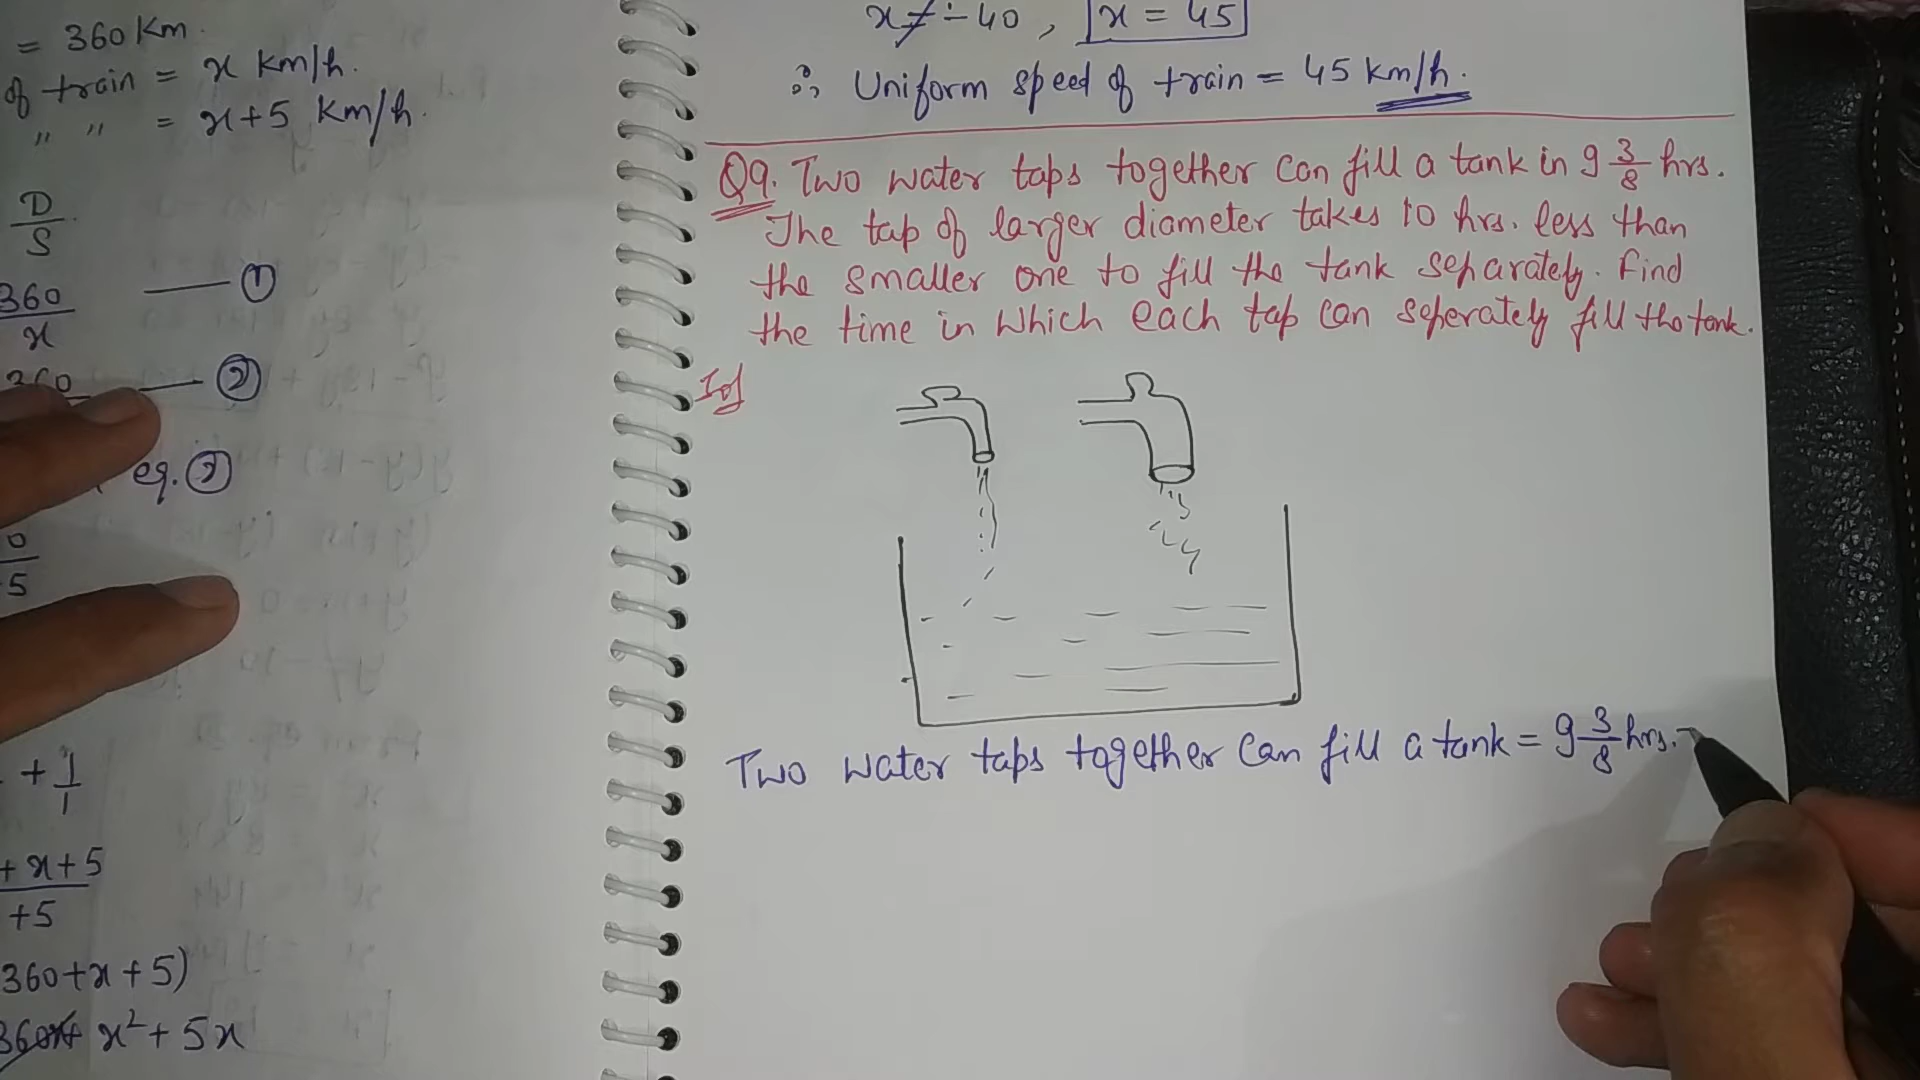 = 360 Km.
of train = x km/h.
" " = x+5 Km/h.
D
S
360
x
— ①
— ②
eq. ②
0
5
+ 1
1
+ x+5
+5
360+x+5)
x² + 5x
x ≠ -40 , x = 45
∴ Uniform speed of train = 45 km/h.
Q9. Two water taps together can fill a tank in 9 3/8 hrs.
The tap of larger diameter takes 10 hrs. less than
the smaller one to fill the tank separately. Find
the time in which each tap can seperately fill the tank.
Two water taps together can fill a tank = 9 3/8 hrs.